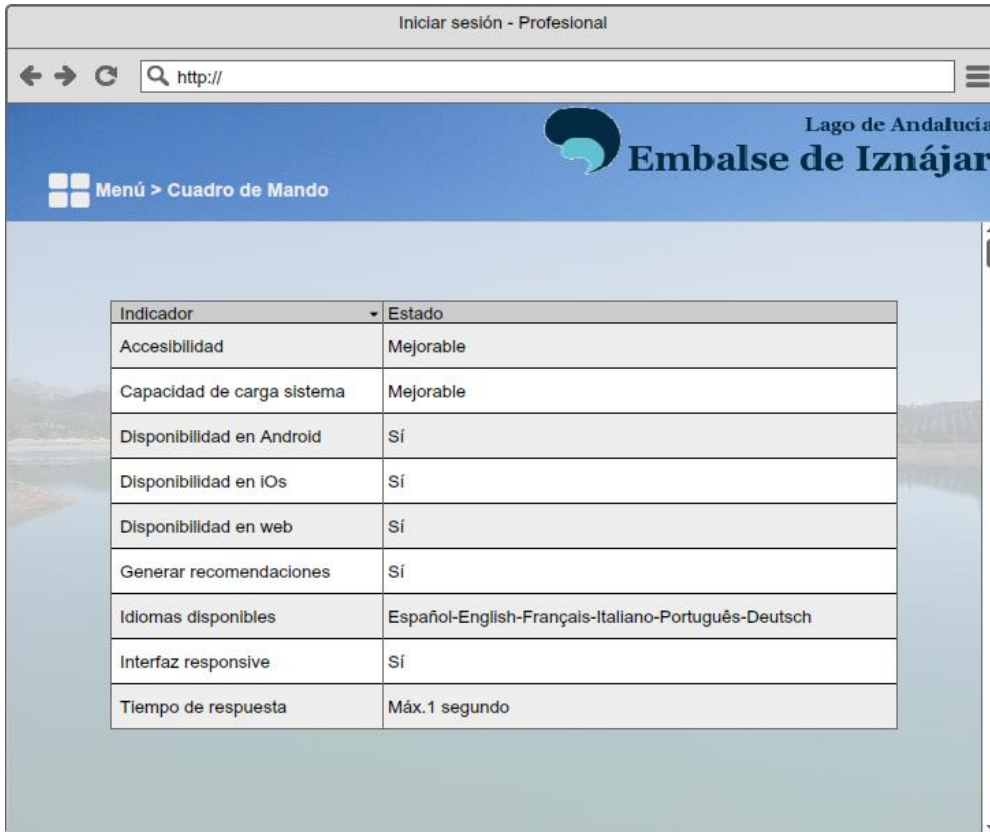 Iniciar sesión - Profesional
http://
Lago de Andalucía
Embalse de Iznájar
Menú > Cuadro de Mando
Indicador Estado
Accesibilidad Mejorable
Capacidad de carga sistema Mejorable
Disponibilidad en Android Sí
Disponibilidad en iOs Sí
Disponibilidad en web Sí
Generar recomendaciones Sí
Idiomas disponibles Español-English-Français-Italiano-Português-Deutsch
Interfaz responsive Sí
Tiempo de respuesta Máx.1 segundo